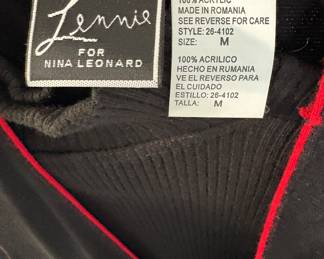 Lennie
FOR
NINA LEONARD
100% ACRYLIC
MADE IN ROMANIA
SEE REVERSE FOR CARE
STYLE: 26-4102
SIZE: M
100% ACRILICO
HECHO EN RUMANIA
VE EL REVERSO PARA
EL CUIDADO
ESTILO: 26-4102
TALLA: M